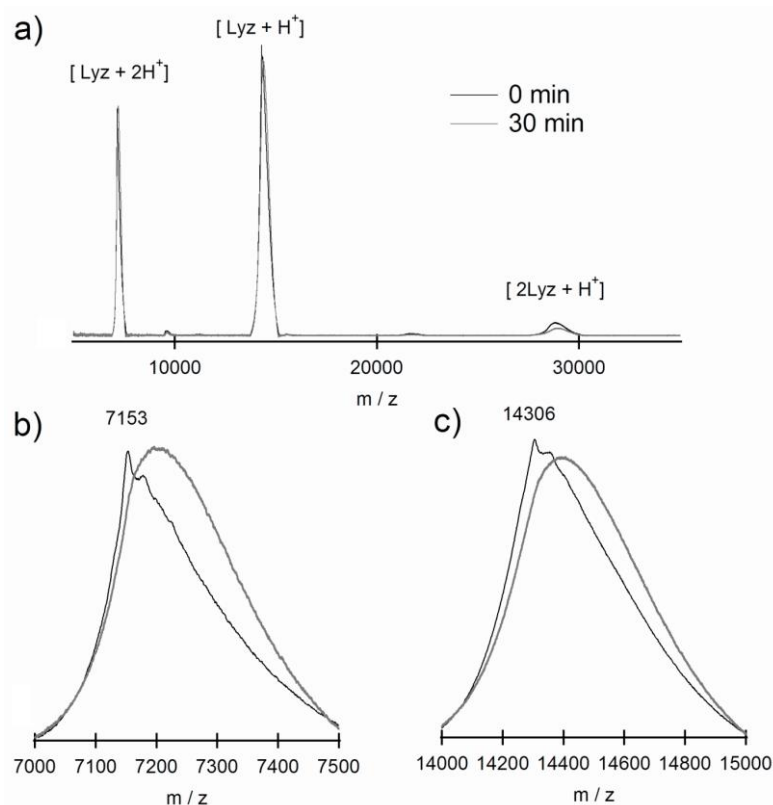 a)
[ Lyz + 2H⁺]
[ Lyz + H⁺]
0 min
30 min
[ 2Lyz + H⁺]
10000 20000 30000
m / z
b)
7153
7000 7100 7200 7300 7400 7500
m / z
c)
14306
14000 14200 14400 14600 14800 15000
m / z